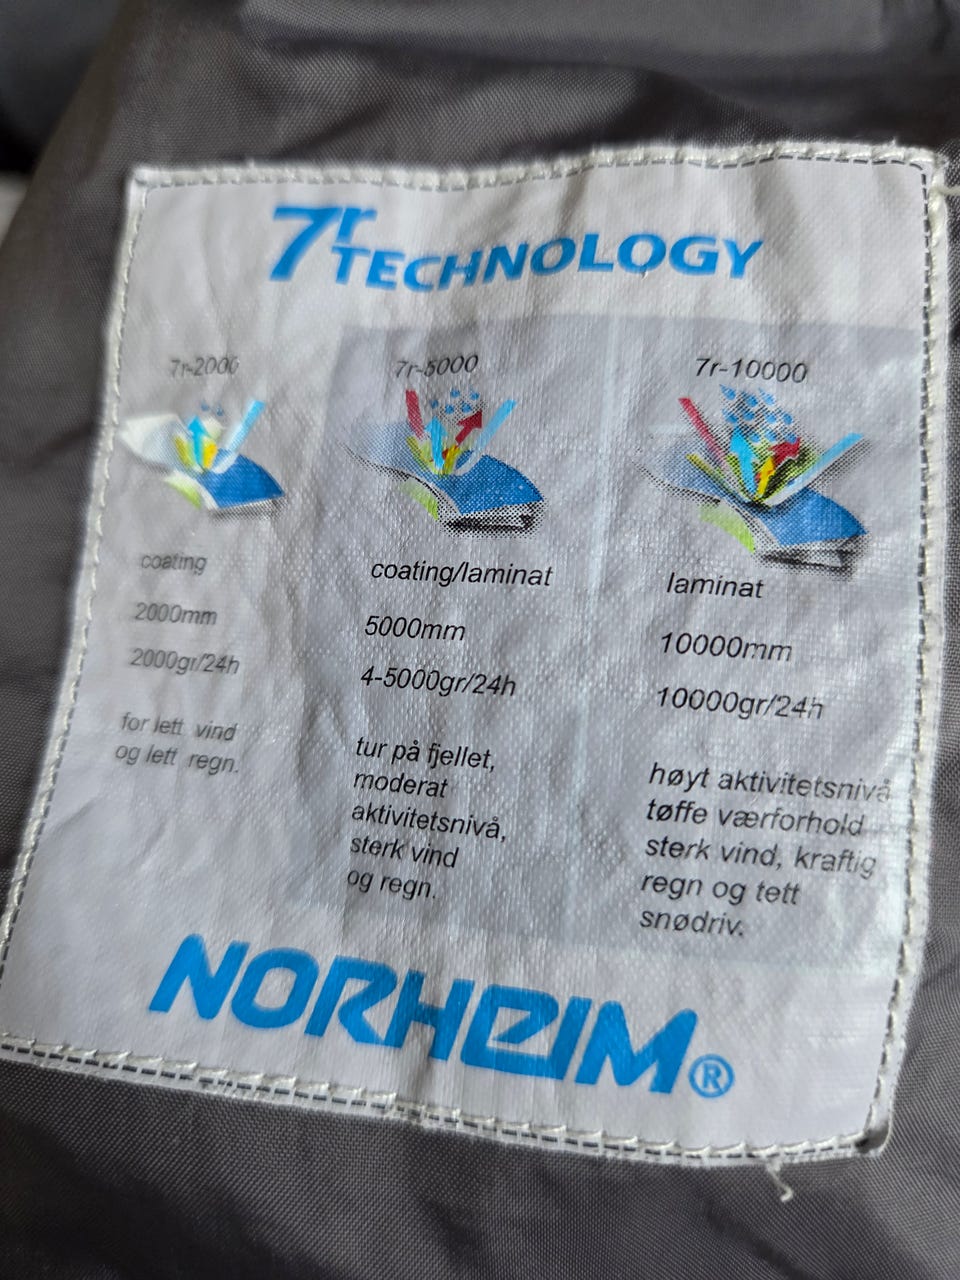 7r TECHNOLOGY
7r-2000
coating
2000mm
2000gr/24h
for lett vind
og lett regn.
7r-5000
coating/laminat
5000mm
4-5000gr/24h
tur på fjellet,
moderat
aktivitetsnivå,
sterk vind
og regn.
7r-10000
laminat
10000mm
10000gr/24h
høyt aktivitetsnivå
tøffe værforhold
sterk vind, kraftig
regn og tett
snødriv.
NORHEIM®